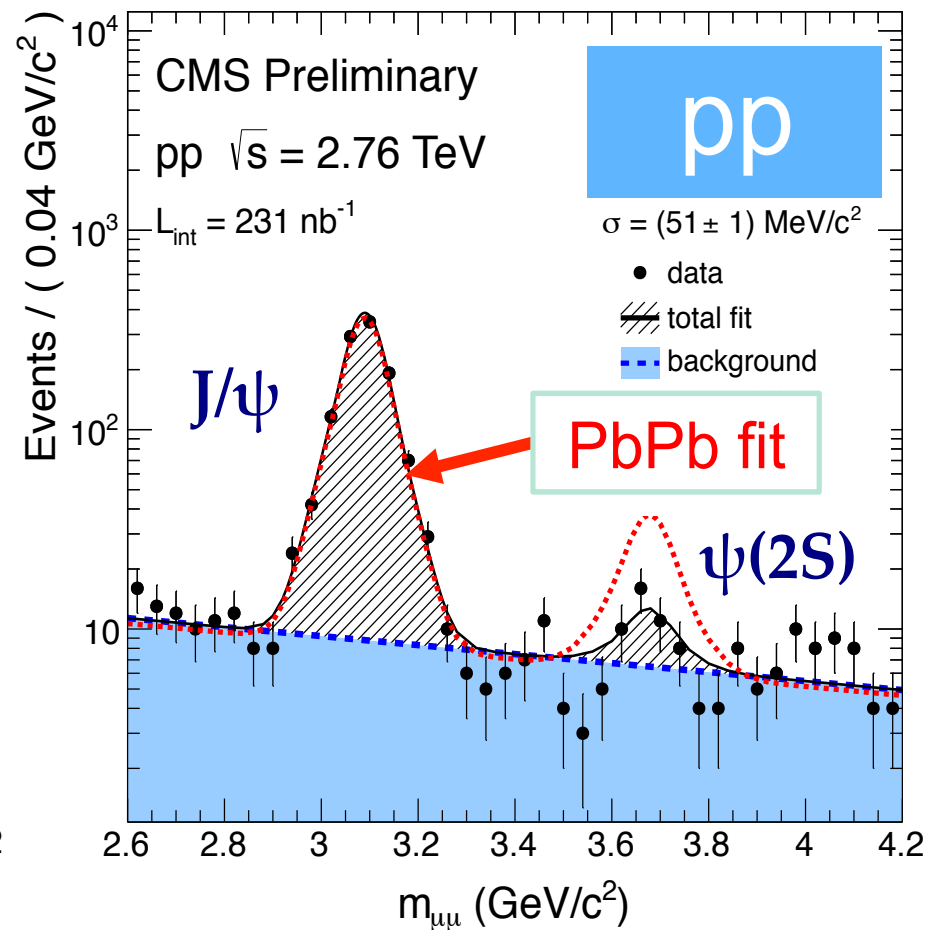 CMS Preliminary
pp √s = 2.76 TeV
L_int = 231 nb⁻¹
pp
σ = (51 ± 1) MeV/c²
data
total fit
background
J/ψ
PbPb fit
ψ(2S)
Events / ( 0.04 GeV/c² )
10⁴
10³
10²
10
2
2.6 2.8 3 3.2 3.4 3.6 3.8 4 4.2
m_μμ (GeV/c²)